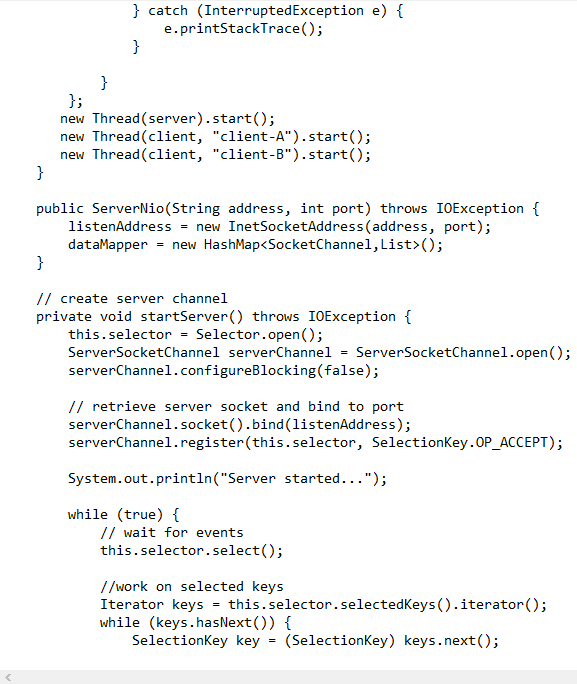 } catch (InterruptedException e) {
                e.printStackTrace();
            }

        }
    };
   new Thread(server).start();
   new Thread(client, "client-A").start();
   new Thread(client, "client-B").start();
}

public ServerNio(String address, int port) throws IOException {
    listenAddress = new InetSocketAddress(address, port);
    dataMapper = new HashMap<SocketChannel,List>();
}

// create server channel
private void startServer() throws IOException {
    this.selector = Selector.open();
    ServerSocketChannel serverChannel = ServerSocketChannel.open();
    serverChannel.configureBlocking(false);

    // retrieve server socket and bind to port
    serverChannel.socket().bind(listenAddress);
    serverChannel.register(this.selector, SelectionKey.OP_ACCEPT);

    System.out.println("Server started...");

    while (true) {
        // wait for events
        this.selector.select();

        //work on selected keys
        Iterator keys = this.selector.selectedKeys().iterator();
        while (keys.hasNext()) {
            SelectionKey key = (SelectionKey) keys.next();